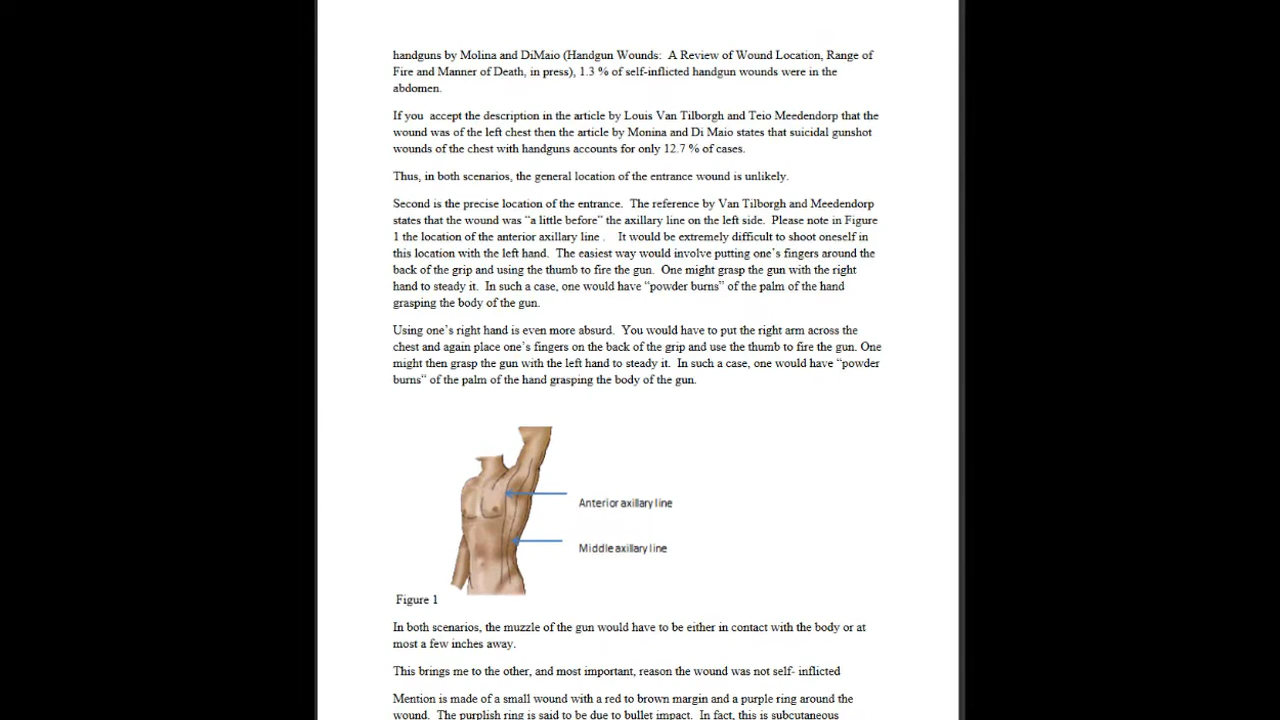 handguns by Molina and DiMaio (Handgun Wounds:  A Review of Wound Location, Range of
Fire and Manner of Death, in press), 1.3 % of self-inflicted handgun wounds were in the
abdomen.
If you  accept the description in the article by Louis Van Tilborgh and Teio Meedendorp that the
wound was of the left chest then the article by Monina and Di Maio states that suicidal gunshot
wounds of the chest with handguns accounts for only 12.7 % of cases.
Thus, in both scenarios, the general location of the entrance wound is unlikely.
Second is the precise location of the entrance.  The reference by Van Tilborgh and Meedendorp
states that the wound was “a little before” the axillary line on the left side.  Please note in Figure
1 the location of the anterior axillary line .   It would be extremely difficult to shoot oneself in
this location with the left hand.  The easiest way would involve putting one’s fingers around the
back of the grip and using the thumb to fire the gun.  One might grasp the gun with the right
hand to steady it.  In such a case, one would have “powder burns” of the palm of the hand
grasping the body of the gun.
Using one’s right hand is even more absurd.  You would have to put the right arm across the
chest and again place one’s fingers on the back of the grip and use the thumb to fire the gun. One
might then grasp the gun with the left hand to steady it.  In such a case, one would have “powder
burns” of the palm of the hand grasping the body of the gun.
Anterior axillary line
Middle axillary line
Figure 1
In both scenarios, the muzzle of the gun would have to be either in contact with the body or at
most a few inches away.
This brings me to the other, and most important, reason the wound was not self- inflicted
Mention is made of a small wound with a red to brown margin and a purple ring around the
wound.  The purplish ring is said to be due to bullet impact.  In fact, this is subcutaneous